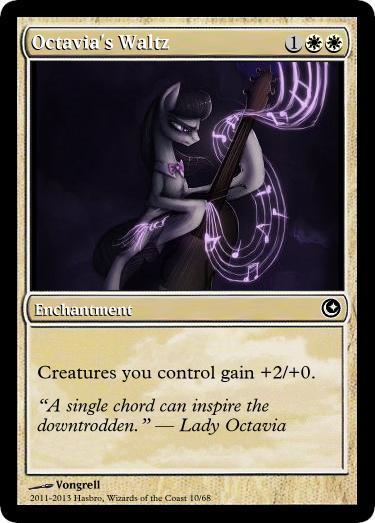 Octavia's Waltz 1
Enchantment
Creatures you control gain +2/+0.
“A single chord can inspire the
downtrodden.” — Lady Octavia
Vongrell
2011-2013 Hasbro, Wizards of the Coast 10/68